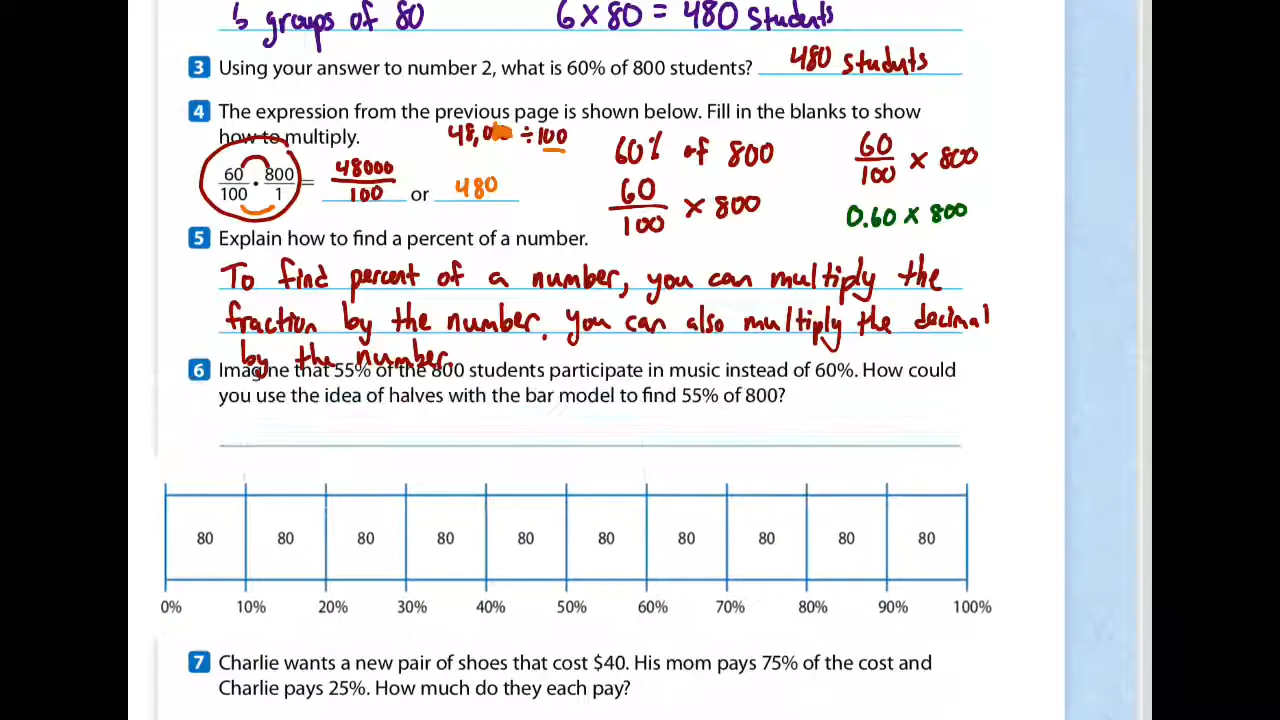 6 groups of 80 6 × 80 = 480 students
3 Using your answer to number 2, what is 60% of 800 students? 480 students
4 The expression from the previous page is shown below. Fill in the blanks to show
how to multiply.
48,000 ÷ 100
60% of 800
60/100 × 800
60/100 · 800/1 = 48000/100 or 480
60/100 × 800
0.60 × 800
5 Explain how to find a percent of a number.
To find percent of a number, you can multiply the
fraction by the number. You can also multiply the decimal
by the number.
6 Imagine that 55% of the 800 students participate in music instead of 60%. How could
you use the idea of halves with the bar model to find 55% of 800?
80 80 80 80 80 80 80 80 80 80
0% 10% 20% 30% 40% 50% 60% 70% 80% 90% 100%
7 Charlie wants a new pair of shoes that cost $40. His mom pays 75% of the cost and
Charlie pays 25%. How much do they each pay?